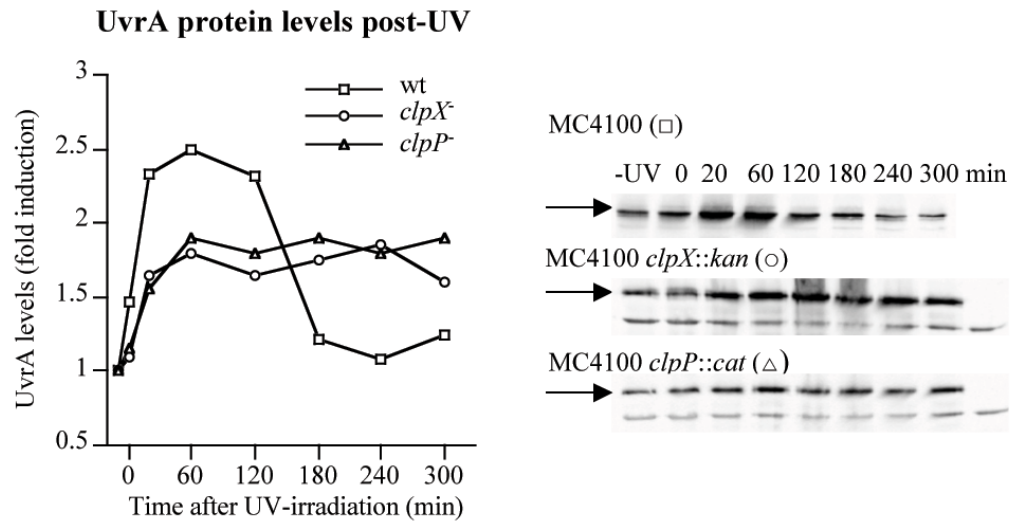 UvrA protein levels post-UV
3
2.5
2
1.5
1
0.5
UvrA levels (fold induction)
wt
clpX-
clpP-
0 60 120 180 240 300
Time after UV-irradiation (min)
MC4100 (□)
-UV 0 20 60 120 180 240 300 min
MC4100 clpX::kan (○)
MC4100 clpP::cat (△)